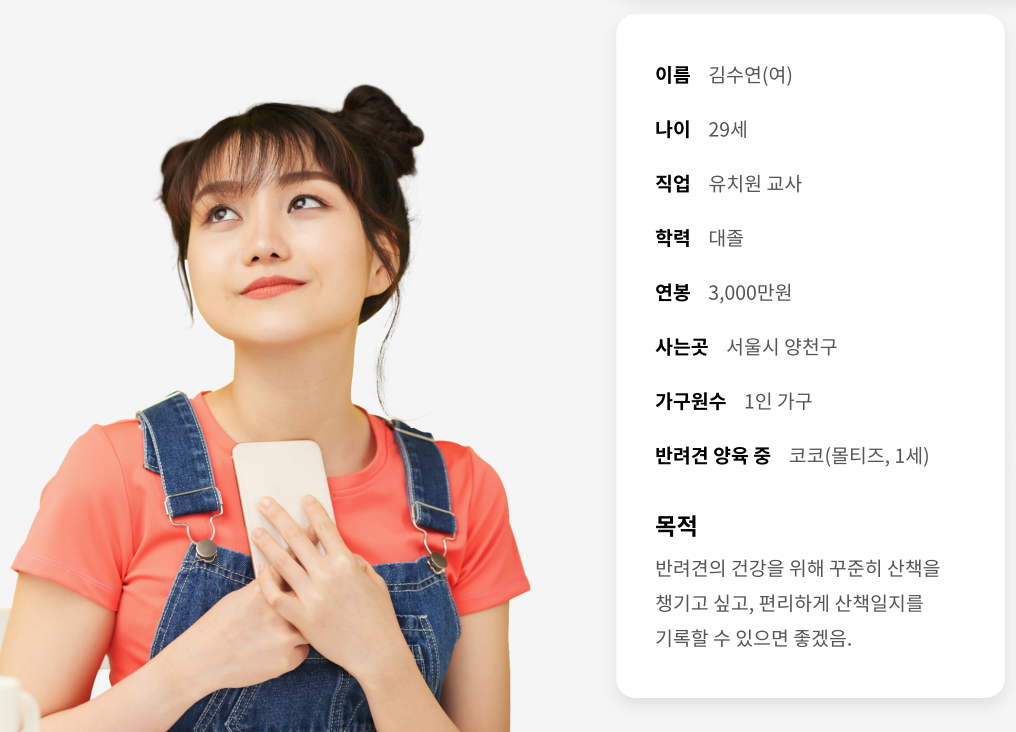 이름 김수연(여)
나이 29세
직업 유치원 교사
학력 대졸
연봉 3,000만원
사는곳 서울시 양천구
가구원수 1인 가구
반려견 양육 중 코코(몰티즈, 1세)
목적
반려견의 건강을 위해 꾸준히 산책을
챙기고 싶고, 편리하게 산책일지를
기록할 수 있으면 좋겠음.